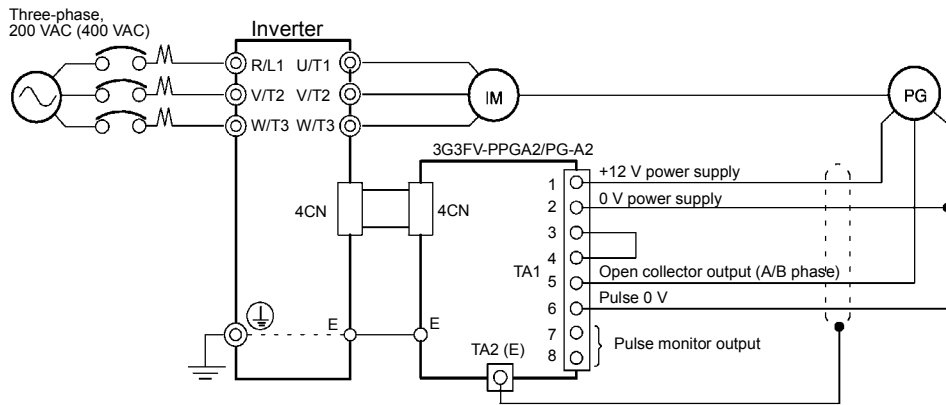 Three-phase,
200 VAC (400 VAC)
Inverter
R/L1 U/T1
V/T2 V/T2
W/T3 W/T3
IM
PG
3G3FV-PPGA2/PG-A2
1 +12 V power supply
2 0 V power supply
3
4CN 4CN
4
TA1
5 Open collector output (A/B phase)
6 Pulse 0 V
7
Pulse monitor output
8
E E
TA2 (E)